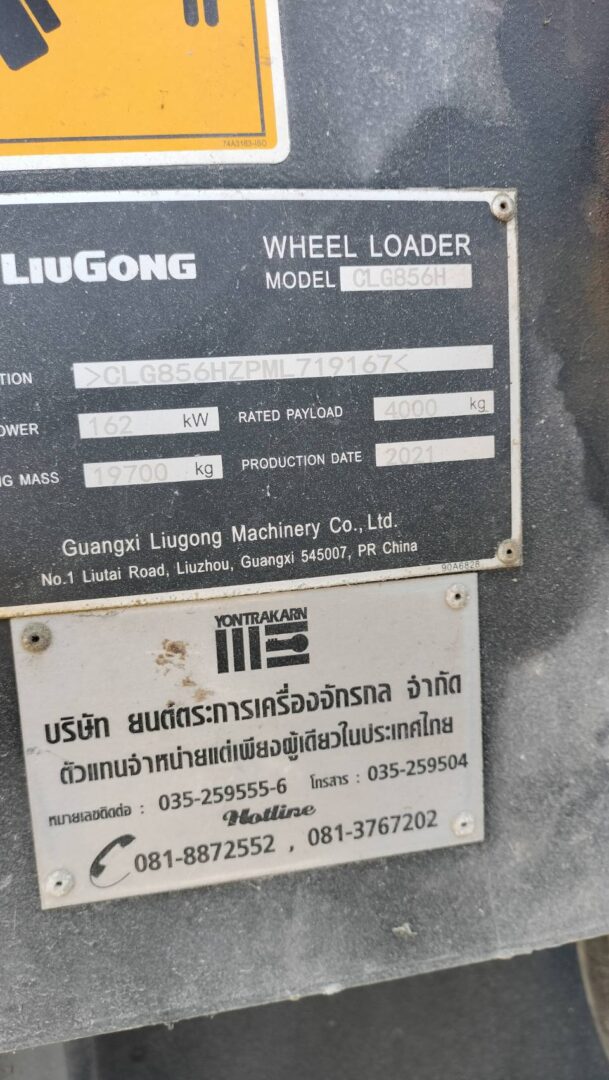 74A3163-ISO
LIUGONG
WHEEL LOADER
MODEL CLG856H
TION >CLG856HZPML719167<
OWER 162 kW RATED PAYLOAD 4000 kg
NG MASS 19700 kg PRODUCTION DATE 2021
Guangxi Liugong Machinery Co.,Ltd.
No.1 Liutai Road, Liuzhou, Guangxi 545007, PR China
90A6828
YONTRAKARN
บริษัท ยนต์ตระการเครื่องจักรกล จำกัด
ตัวแทนจำหน่ายแต่เพียงผู้เดียวในประเทศไทย
หมายเลขติดต่อ : 035-259555-6 โทรสาร : 035-259504
Hotline
081-8872552 , 081-3767202